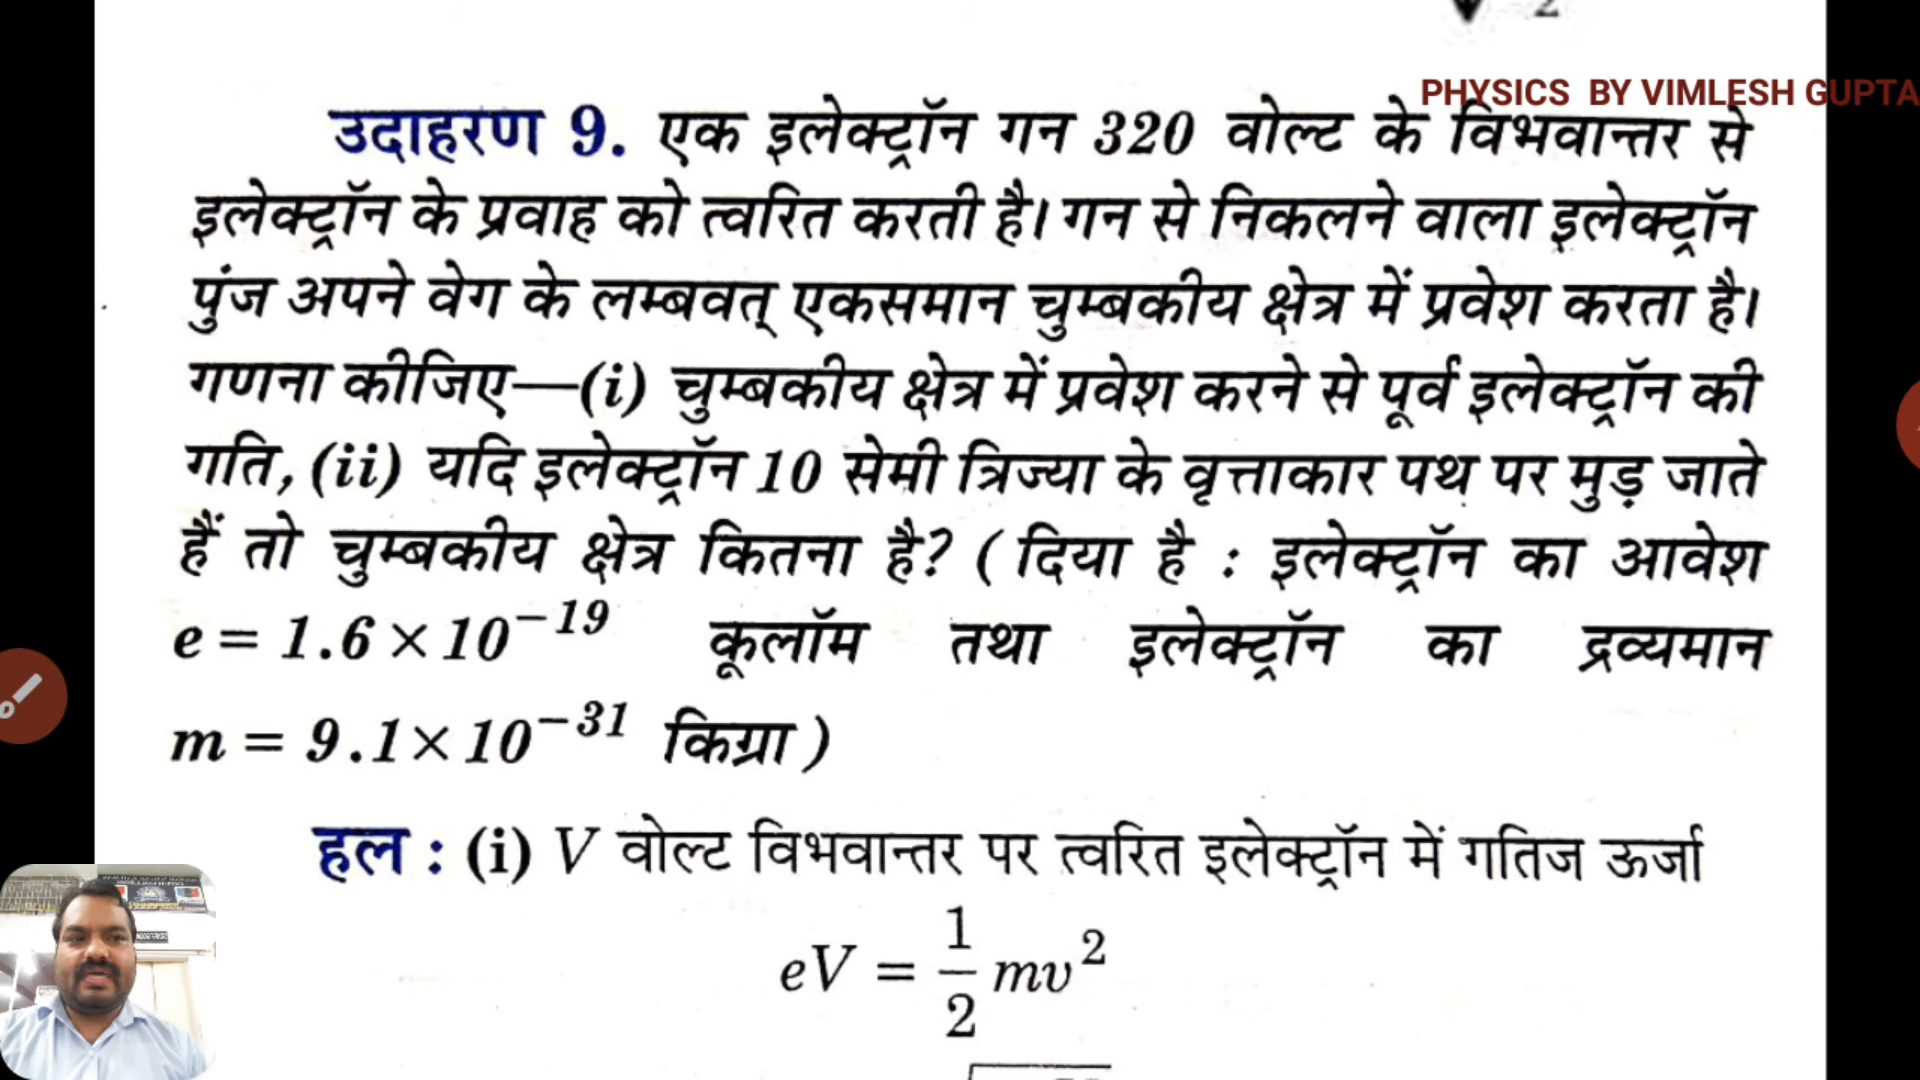 2
PHYSICS BY VIMLESH GUPTA
उदाहरण 9. एक इलेक्ट्रॉन गन 320 वोल्ट के विभवान्तर से
इलेक्ट्रॉन के प्रवाह को त्वरित करती है। गन से निकलने वाला इलेक्ट्रॉन
पुंज अपने वेग के लम्बवत् एकसमान चुम्बकीय क्षेत्र में प्रवेश करता है।
गणना कीजिए—(i) चुम्बकीय क्षेत्र में प्रवेश करने से पूर्व इलेक्ट्रॉन की
गति, (ii) यदि इलेक्ट्रॉन 10 सेमी त्रिज्या के वृत्ताकार पथ पर मुड़ जाते
हैं तो चुम्बकीय क्षेत्र कितना है? ( दिया है : इलेक्ट्रॉन का आवेश
e = 1.6 × 10⁻¹⁹ कूलॉम तथा इलेक्ट्रॉन का द्रव्यमान
m = 9.1 × 10⁻³¹ किग्रा )
हल : (i) V वोल्ट विभवान्तर पर त्वरित इलेक्ट्रॉन में गतिज ऊर्जा
eV = 1/2 mv²